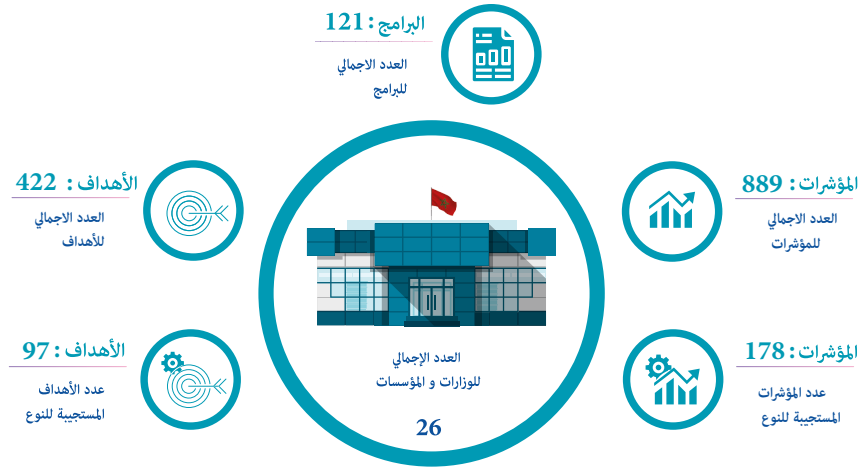 البرامج : 121
العدد الاجمالي
للبرامج
المؤشرات : 889
العدد الاجمالي
للمؤشرات
الأهداف : 422
العدد الاجمالي
للأهداف
المؤشرات : 178
عدد المؤشرات
المستجيبة للنوع
الأهداف : 97
عدد الأهداف
المستجيبة للنوع
العدد الإجمالي
للوزارات و المؤسسات
26